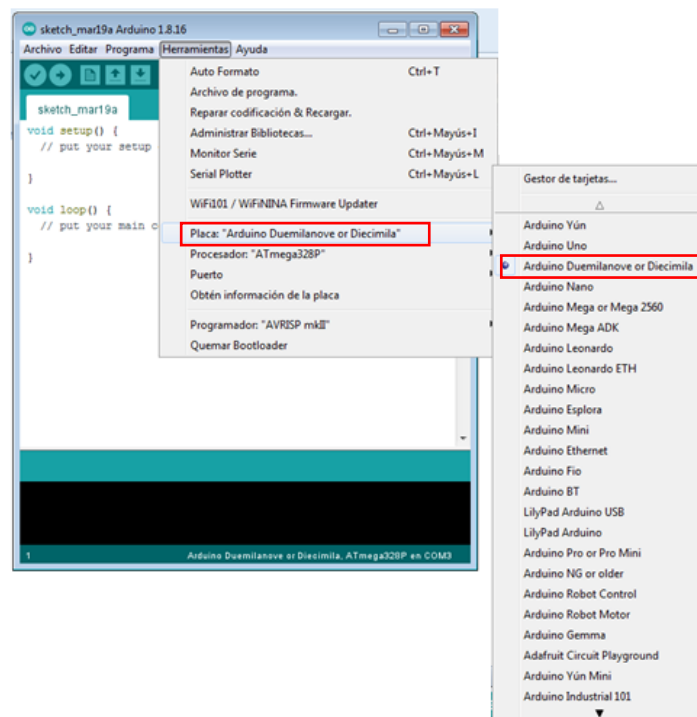 sketch_mar19a Arduino 1.8.16
Archivo Editar Programa Herramientas Ayuda
sketch_mar19a
void setup() {
// put your setup
}
void loop() {
// put your main c
}
Auto Formato Ctrl+T
Archivo de programa.
Reparar codificación & Recargar.
Administrar Bibliotecas... Ctrl+Mayús+I
Monitor Serie Ctrl+Mayús+M
Serial Plotter Ctrl+Mayús+L
WiFi101 / WiFiNINA Firmware Updater
Placa: "Arduino Duemilanove or Diecimila"
Procesador: "ATmega328P"
Puerto
Obtén información de la placa
Programador: "AVRISP mkII"
Quemar Bootloader
Gestor de tarjetas...
Arduino Yún
Arduino Uno
Arduino Duemilanove or Diecimila
Arduino Nano
Arduino Mega or Mega 2560
Arduino Mega ADK
Arduino Leonardo
Arduino Leonardo ETH
Arduino Micro
Arduino Esplora
Arduino Mini
Arduino Ethernet
Arduino Fio
Arduino BT
LilyPad Arduino USB
LilyPad Arduino
Arduino Pro or Pro Mini
Arduino NG or older
Arduino Robot Control
Arduino Robot Motor
Arduino Gemma
Adafruit Circuit Playground
Arduino Yún Mini
Arduino Industrial 101
1 Arduino Duemilanove or Diecimila, ATmega328P en COM3